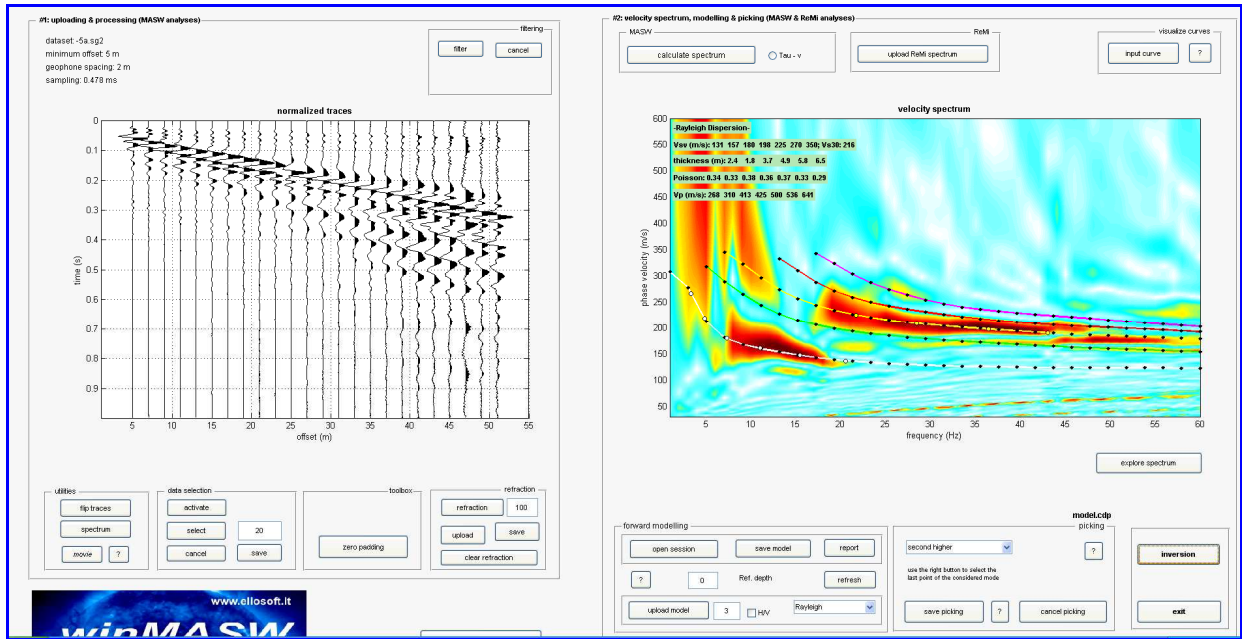 #1: uploading & processing (MASW analyses)
dataset: -5a.sg2
minimum offset: 5 m
geophone spacing: 2 m
sampling: 0.478 ms
filtering
filter
cancel
normalized traces
0
0.1
0.2
0.3
0.4
0.5
0.6
0.7
0.8
0.9
time (s)
5 10 15 20 25 30 35 40 45 50 55
offset (m)
utilities
flip traces
spectrum
movie ?
data selection
activate
select 20
cancel save
toolbox
zero padding
refraction
refraction 100
upload save
clear refraction
www.eliosoft.it
winMASW
#2: velocity spectrum, modelling & picking (MASW & ReMi analyses)
MASW
calculate spectrum
Tau - v
ReMi
upload ReMi spectrum
visualize curves
input curve ?
velocity spectrum
-Rayleigh Dispersion-
Vsv (m/s): 131 157 180 198 225 270 350; Vs30: 216
thickness (m): 2.4 1.8 3.7 4.9 5.8 6.5
Poisson: 0.34 0.33 0.38 0.36 0.37 0.33 0.29
Vp (m/s): 268 310 413 425 500 536 641
600
550
500
450
400
350
300
250
200
150
100
50
phase velocity (m/s)
5 10 15 20 25 30 35 40 45 50 55 60
frequency (Hz)
explore spectrum
model.cdp
forward modelling
open session
save model
report
? 0 Ref. depth
refresh
upload model 3 H/V Rayleigh
picking
second higher
?
use the right button to select the
last point of the considered mode
save picking ? cancel picking
inversion
exit